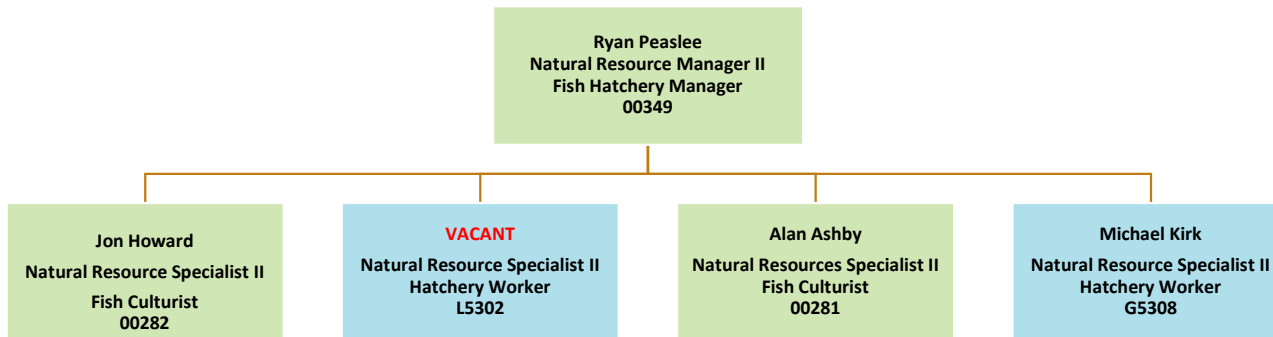 Ryan Peaslee
Natural Resource Manager II
Fish Hatchery Manager
00349
Jon Howard
Natural Resource Specialist II
Fish Culturist
00282
VACANT
Natural Resource Specialist II
Hatchery Worker
L5302
Alan Ashby
Natural Resources Specialist II
Fish Culturist
00281
Michael Kirk
Natural Resource Specialist II
Hatchery Worker
G5308